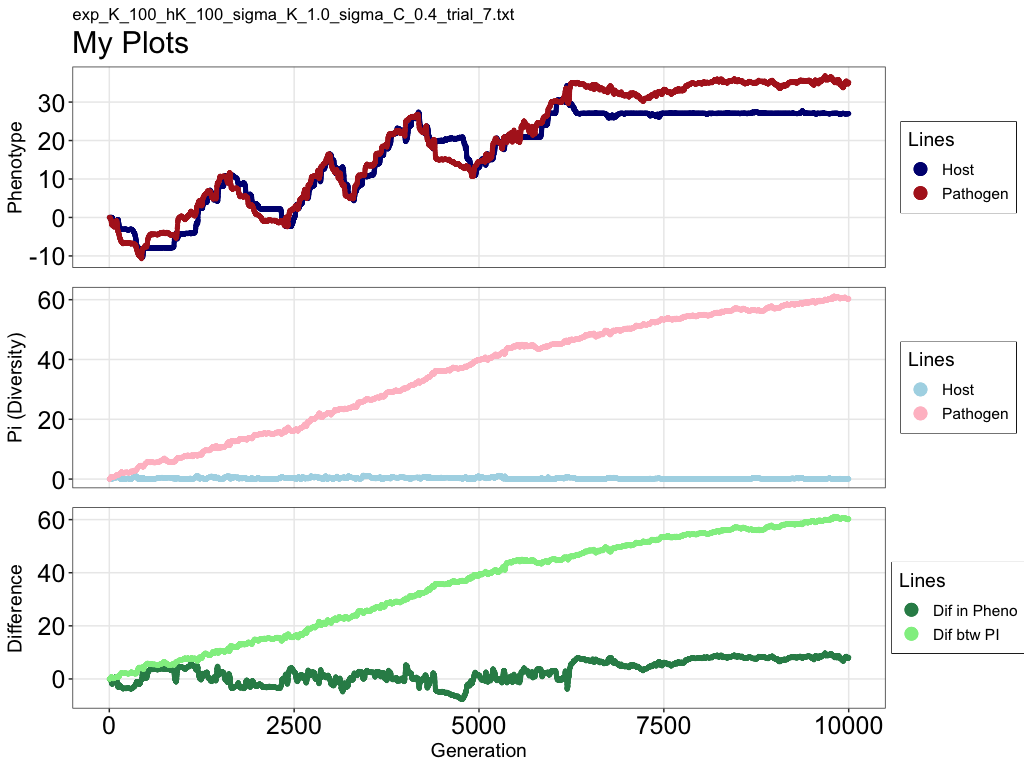 exp_K_100_hK_100_sigma_K_1.0_sigma_C_0.4_trial_7.txt
My Plots
Phenotype
30
20
10
0
-10
Lines
Host
Pathogen
Pi (Diversity)
60
40
20
0
Lines
Host
Pathogen
Difference
60
40
20
0
Lines
Dif in Pheno
Dif btw PI
0 2500 5000 7500 10000
Generation